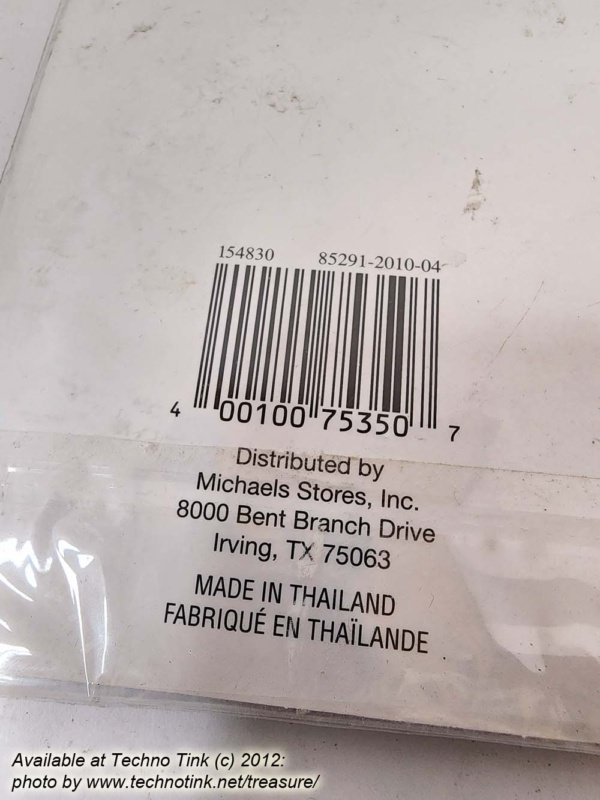 154830 85291-2010-04
4 00100 75350 7
Distributed by
Michaels Stores, Inc.
8000 Bent Branch Drive
Irving, TX 75063
MADE IN THAILAND
FABRIQUÉ EN THAÏLANDE
Available at Techno Tink (c) 2012:
photo by www.technotink.net/treasure/